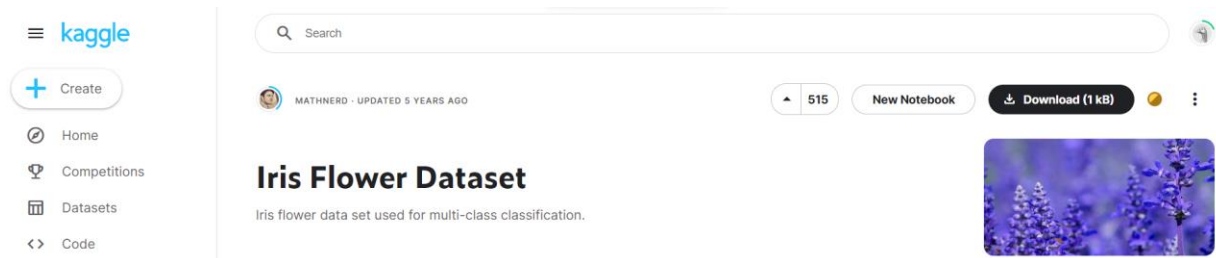 kaggle
Search
Create
MATHNERD · UPDATED 5 YEARS AGO
515
New Notebook
Download (1 kB)
Home
Competitions
Iris Flower Dataset
Datasets
Iris flower data set used for multi-class classification.
Code